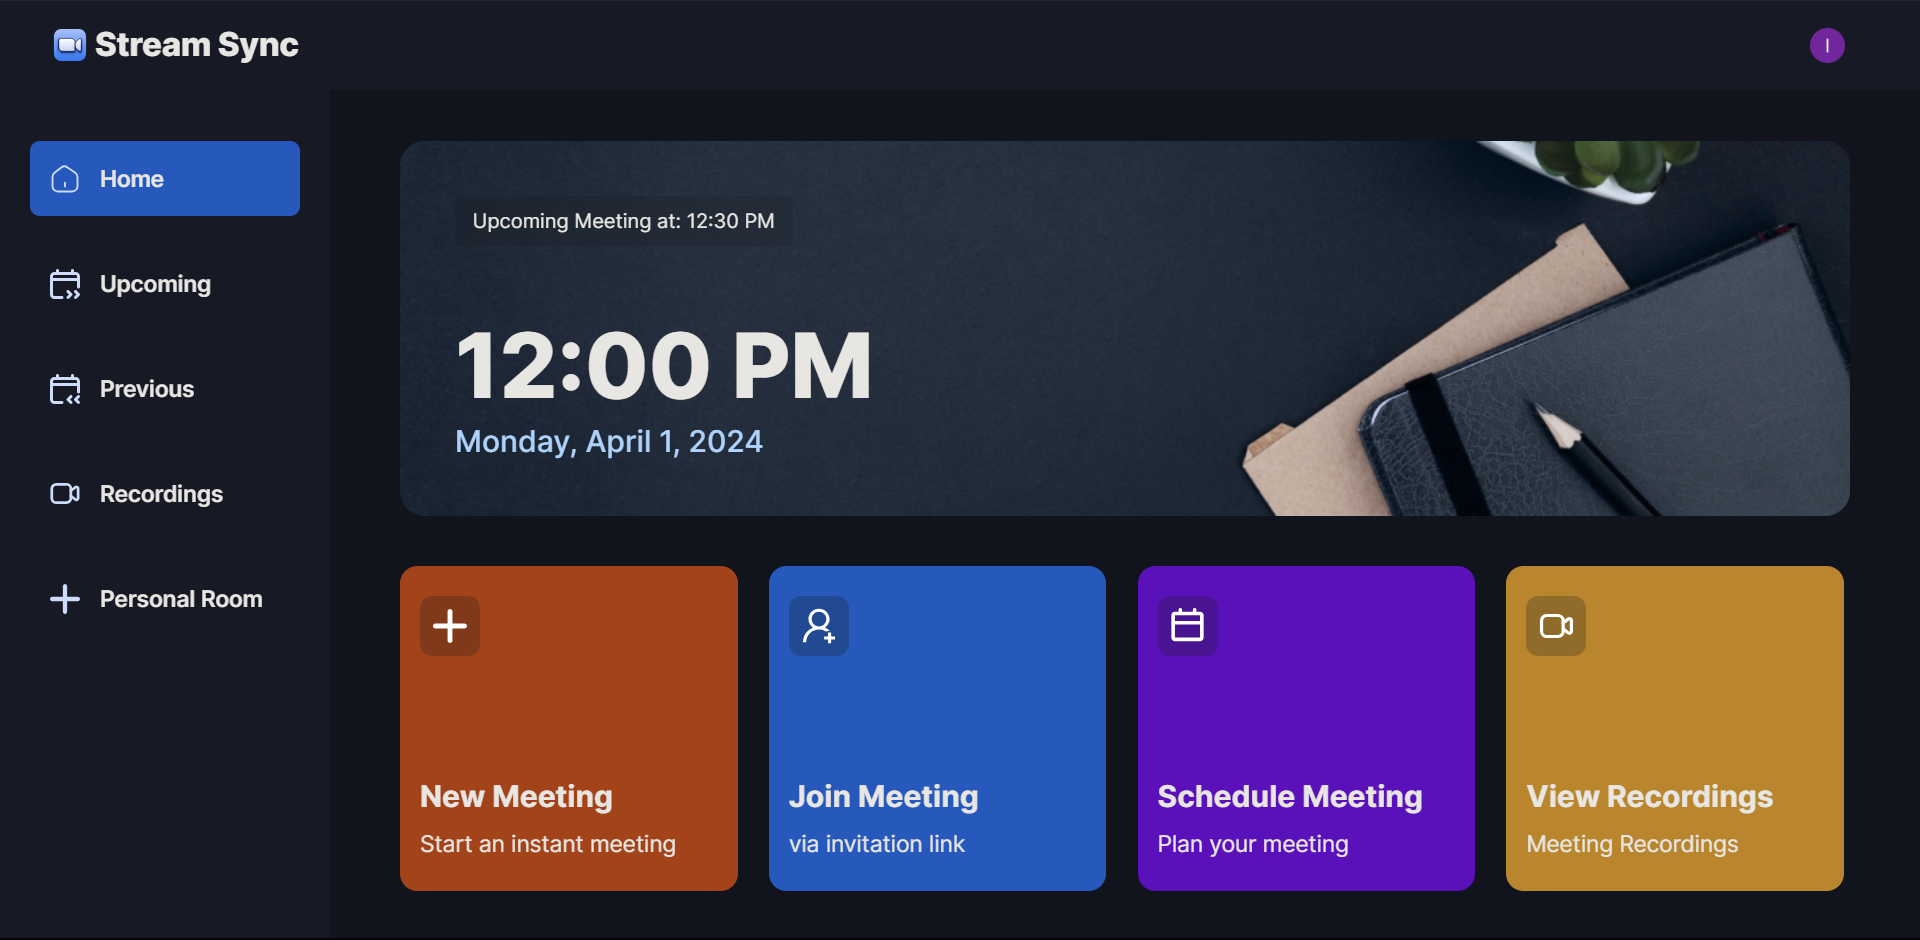 Stream Sync
I
Home
Upcoming
Previous
Recordings
Personal Room
Upcoming Meeting at: 12:30 PM
12:00 PM
Monday, April 1, 2024
New Meeting
Start an instant meeting
Join Meeting
via invitation link
Schedule Meeting
Plan your meeting
View Recordings
Meeting Recordings